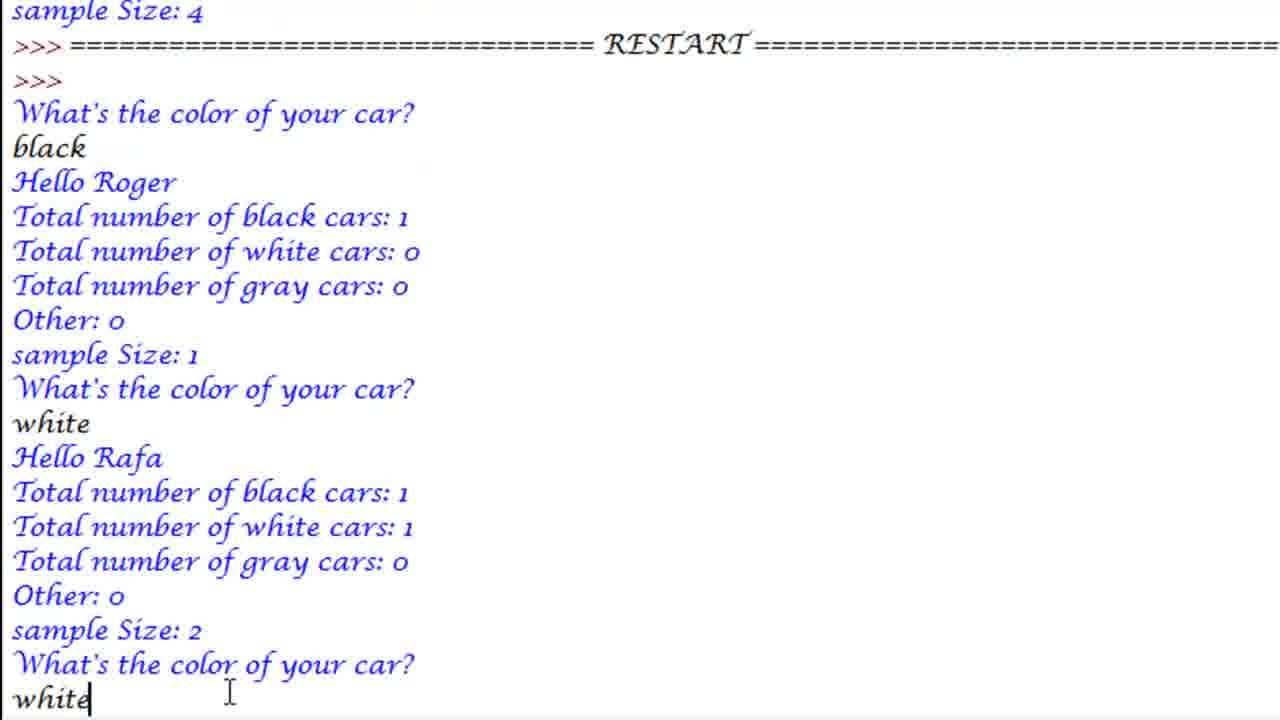 sample Size: 4
>>> ================================ RESTART ================================
>>>
What's the color of your car?
black
Hello Roger
Total number of black cars: 1
Total number of white cars: 0
Total number of gray cars: 0
Other: 0
sample Size: 1
What's the color of your car?
white
Hello Rafa
Total number of black cars: 1
Total number of white cars: 1
Total number of gray cars: 0
Other: 0
sample Size: 2
What's the color of your car?
white